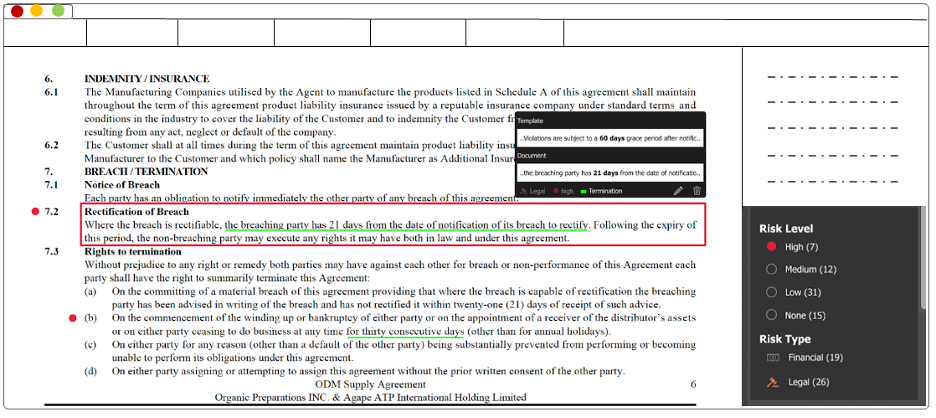 6. INDEMNITY / INSURANCE
6.1 The Manufacturing Companies utilised by the Agent to manufacture the products listed in Schedule A of this agreement shall maintain
throughout the term of this agreement product liability insurance issued by a reputable insurance company under standard terms and
conditions in the industry to cover the liability of the Customer and to indemnify the Customer
resulting from any act, neglect or default of the company.
6.2 The Customer shall at all times during the term of this agreement maintain product liability
Manufacturer to the Customer and which policy shall name the Manufacturer as Additional
7. BREACH / TERMINATION
7.1 Notice of Breach
Each party has an obligation to notify immediately the other party of any breach of this agreement.
7.2 Rectification of Breach
Where the breach is rectifiable, the breaching party has 21 days from the date of notification of its breach to rectify. Following the expiry of
this period, the non-breaching party may execute any rights it may have both in law and under this agreement.
7.3 Rights to termination
Without prejudice to any right or remedy both parties may have against each other for breach or non-performance of this Agreement each
party shall have the right to summarily terminate this Agreement:
(a) On the committing of a material breach of this agreement providing that where the breach is capable of rectification the breaching
party has been advised in writing of the breach and has not rectified it within twenty-one (21) days of receipt of such advice.
(b) On the commencement of the winding up or bankruptcy of either party or on the appointment of a receiver of the distributor's assets
or on either party ceasing to do business at any time for thirty consecutive days (other than for annual holidays).
(c) On either party for any reason (other than a default of the other party) being substantially prevented from performing or becoming
unable to perform its obligations under this agreement.
(d) On either party assigning or attempting to assign this agreement without the prior written consent of the other party.
ODM Supply Agreement 6
Organic Preparations INC. & Agape ATP International Holding Limited
Template
..Violations are subject to a 60 days grace period after notific..
Document
..the breaching party has 21 days from the date of notificatio..
Legal high Termination
Risk Level
High (7)
Medium (12)
Low (31)
None (15)
Risk Type
Financial (19)
Legal (26)